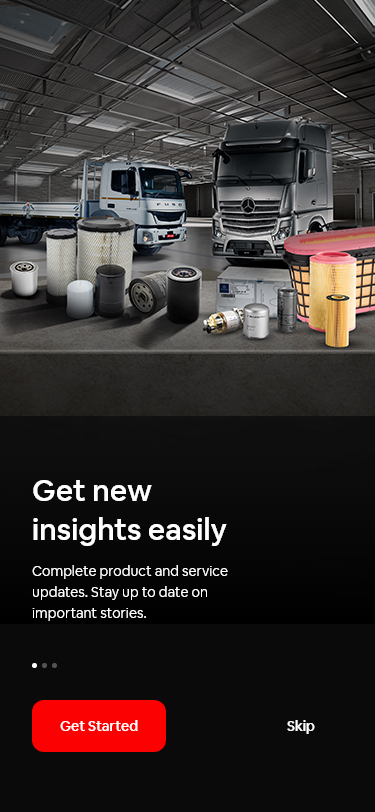 FUSO
Get new
insights easily
Complete product and service
updates. Stay up to date on
important stories.
Get Started
Skip